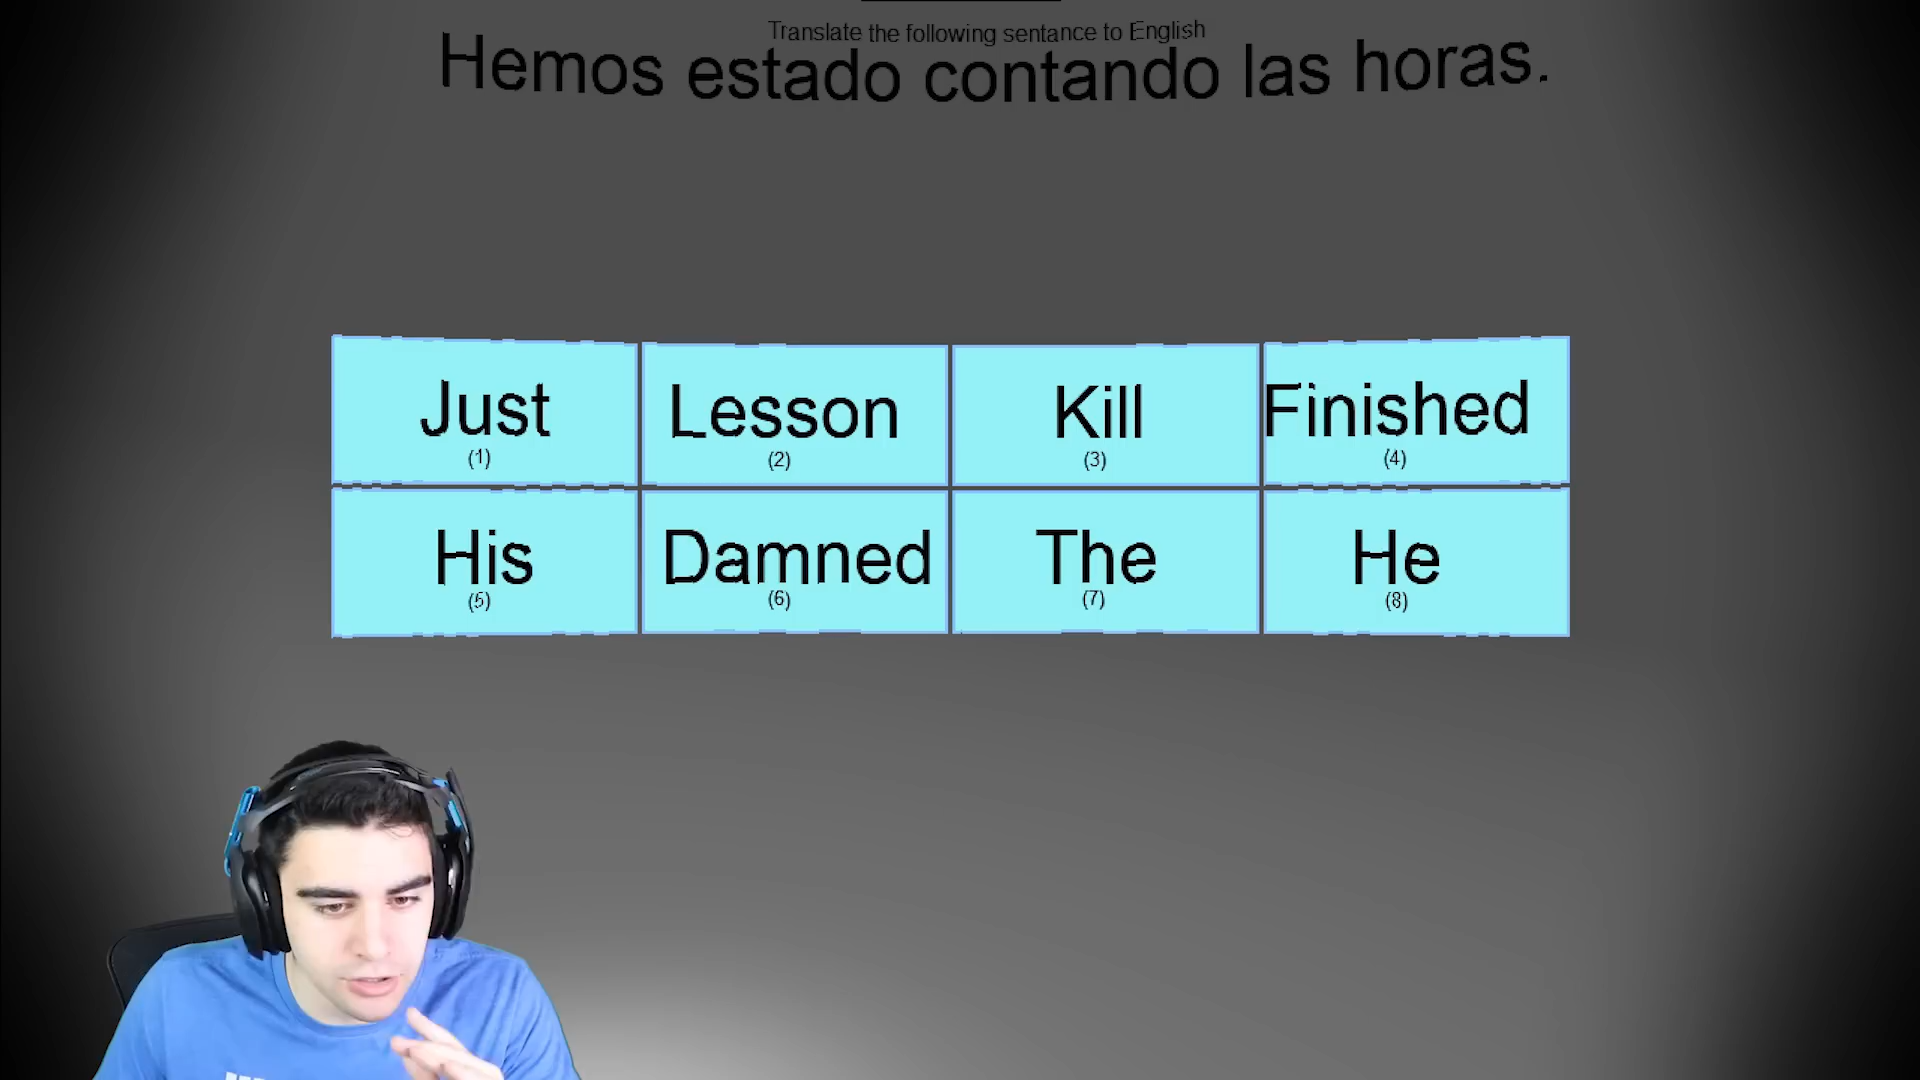 Translate the following sentance to English
Hemos estado contando las horas.
Just
(1)
Lesson
(2)
Kill
(3)
Finished
(4)
His
(5)
Damned
(6)
The
(7)
He
(8)